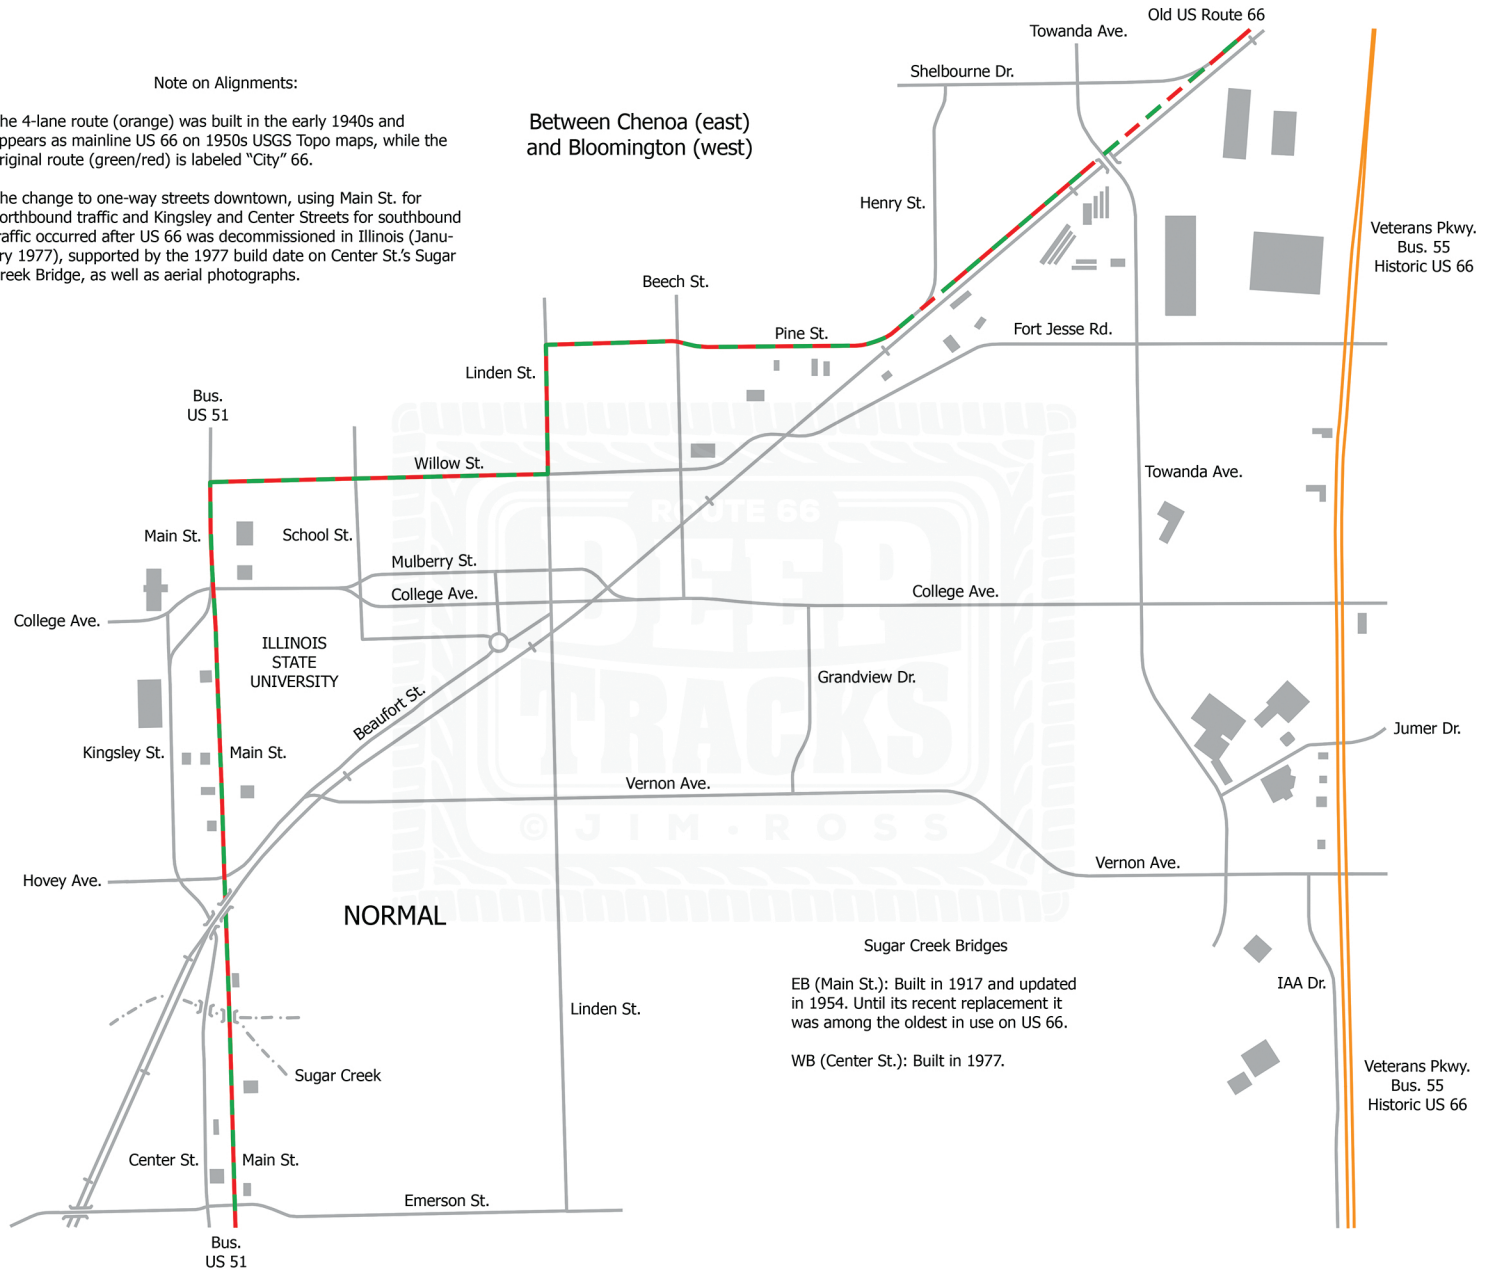 Old US Route 66
Towanda Ave.
Shelbourne Dr.
Note on Alignments:
he 4-lane route (orange) was built in the early 1940s and
ppears as mainline US 66 on 1950s USGS Topo maps, while the
riginal route (green/red) is labeled “City” 66.
he change to one-way streets downtown, using Main St. for
orthbound traffic and Kingsley and Center Streets for southbound
raffic occurred after US 66 was decommissioned in Illinois (Janu-
ry 1977), supported by the 1977 build date on Center St.’s Sugar
reek Bridge, as well as aerial photographs.
Between Chenoa (east)
and Bloomington (west)
Henry St.
Veterans Pkwy.
Bus. 55
Historic US 66
Beech St.
Pine St.
Fort Jesse Rd.
Linden St.
Bus.
US 51
Willow St.
Towanda Ave.
ROUTE 66
DEEP
TRACKS
© JIM · ROSS
Main St.
School St.
Mulberry St.
College Ave.
College Ave.
College Ave.
ILLINOIS
STATE
UNIVERSITY
Grandview Dr.
Beaufort St.
Kingsley St.
Main St.
Jumer Dr.
Vernon Ave.
Vernon Ave.
Hovey Ave.
NORMAL
Sugar Creek Bridges
EB (Main St.): Built in 1917 and updated
in 1954. Until its recent replacement it
was among the oldest in use on US 66.
WB (Center St.): Built in 1977.
IAA Dr.
Linden St.
Sugar Creek
Veterans Pkwy.
Bus. 55
Historic US 66
Center St.
Main St.
Emerson St.
Bus.
US 51